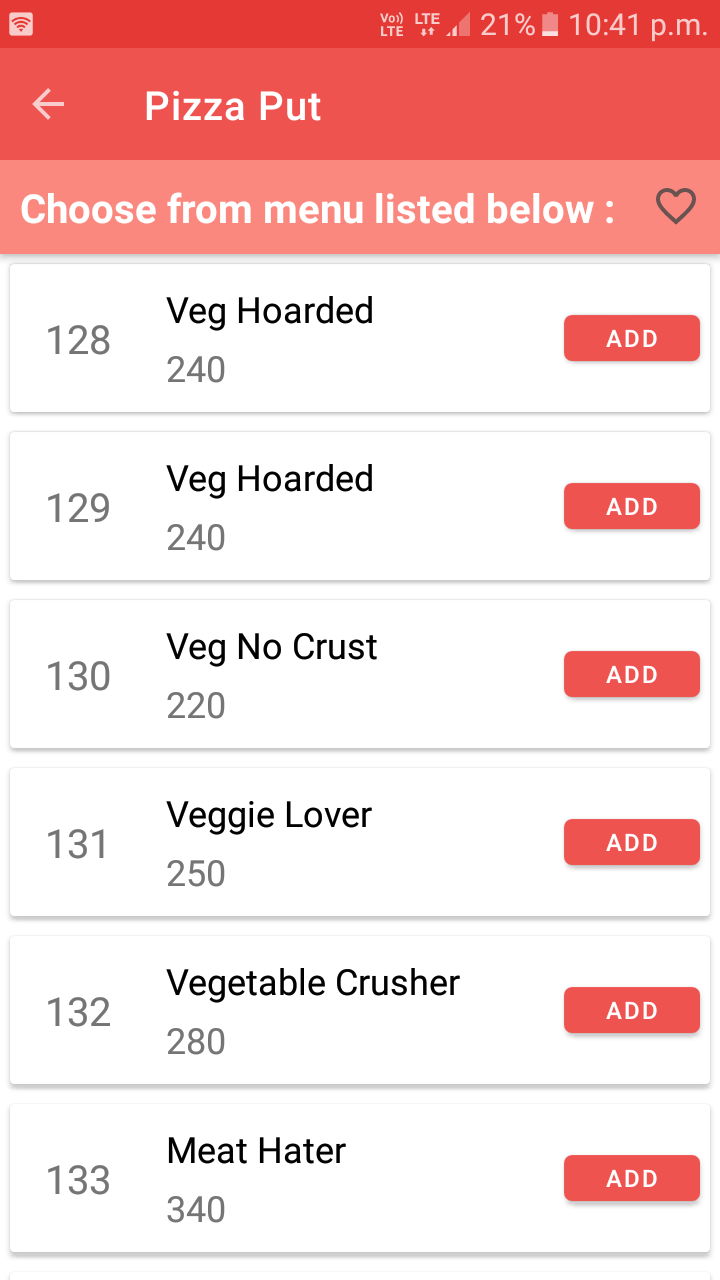 Vo)) LTE LTE 21% 10:41 p.m.
Pizza Put
Choose from menu listed below :
128
Veg Hoarded
240
ADD
129
Veg Hoarded
240
ADD
130
Veg No Crust
220
ADD
131
Veggie Lover
250
ADD
132
Vegetable Crusher
280
ADD
133
Meat Hater
340
ADD